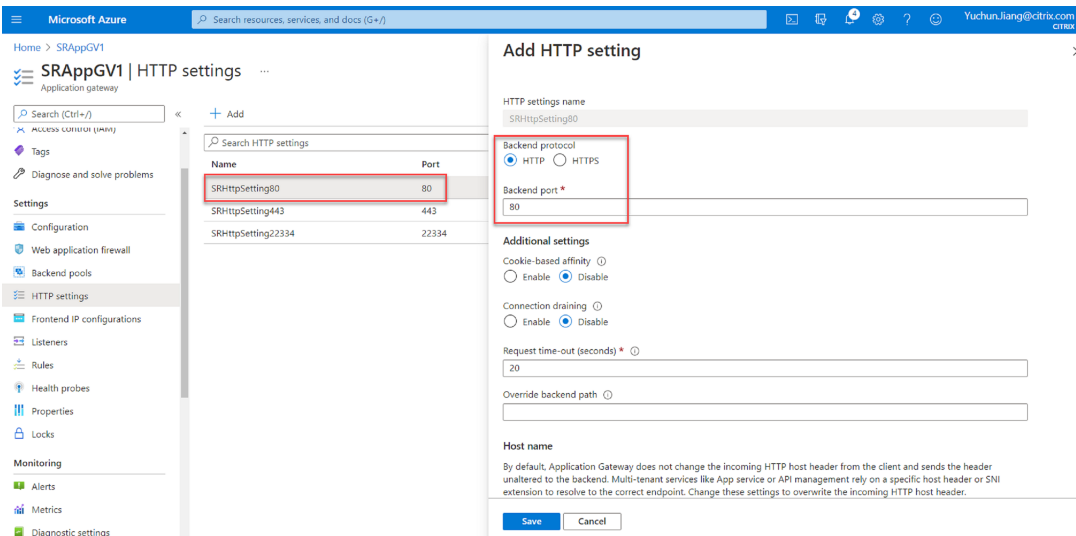 Microsoft Azure
Search resources, services, and docs (G+/)
4
YuchunJiang@citrix.com
CITRIX
Home > SRAppGV1
SRAppGV1 | HTTP settings ...
Application gateway
Search (Ctrl+/)
«
Access control (IAM)
Tags
Diagnose and solve problems
Settings
Configuration
Web application firewall
Backend pools
HTTP settings
Frontend IP configurations
Listeners
Rules
Health probes
Properties
Locks
Monitoring
Alerts
Metrics
Diagnostic settings
+ Add
Search HTTP settings
Name Port
SRHttpSetting80 80
SRHttpSetting443 443
SRHttpSetting22334 22334
Add HTTP setting
HTTP settings name
SRHttpSetting80
Backend protocol
HTTP HTTPS
Backend port *
80
Additional settings
Cookie-based affinity
Enable Disable
Connection draining
Enable Disable
Request time-out (seconds) *
20
Override backend path
Host name
By default, Application Gateway does not change the incoming HTTP host header from the client and sends the header
unaltered to the backend. Multi-tenant services like App service or API management rely on a specific host header or SNI
extension to resolve to the correct endpoint. Change these settings to overwrite the incoming HTTP host header.
Save Cancel